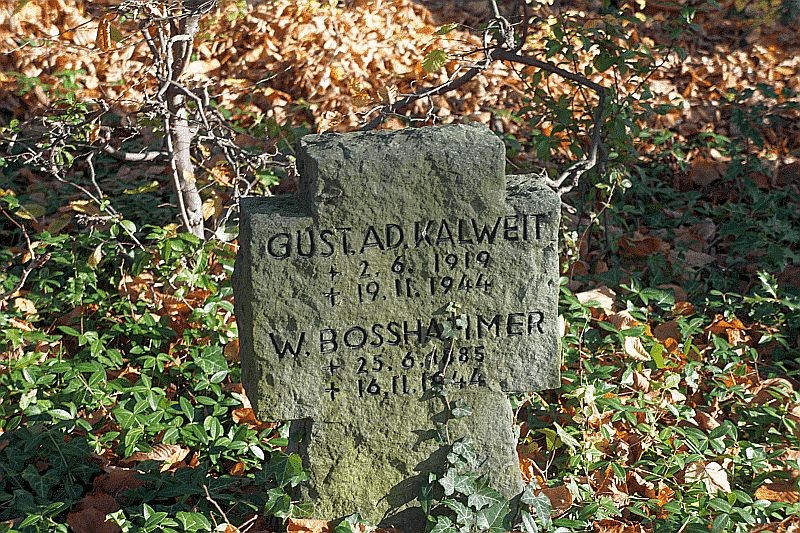 GUST. AD. KALWEIT
+ 2. 6. 1919
+ 19. 11. 1944
W. BOSSHAMMER
+ 25. 6. 1885
+ 16. 11. 1944